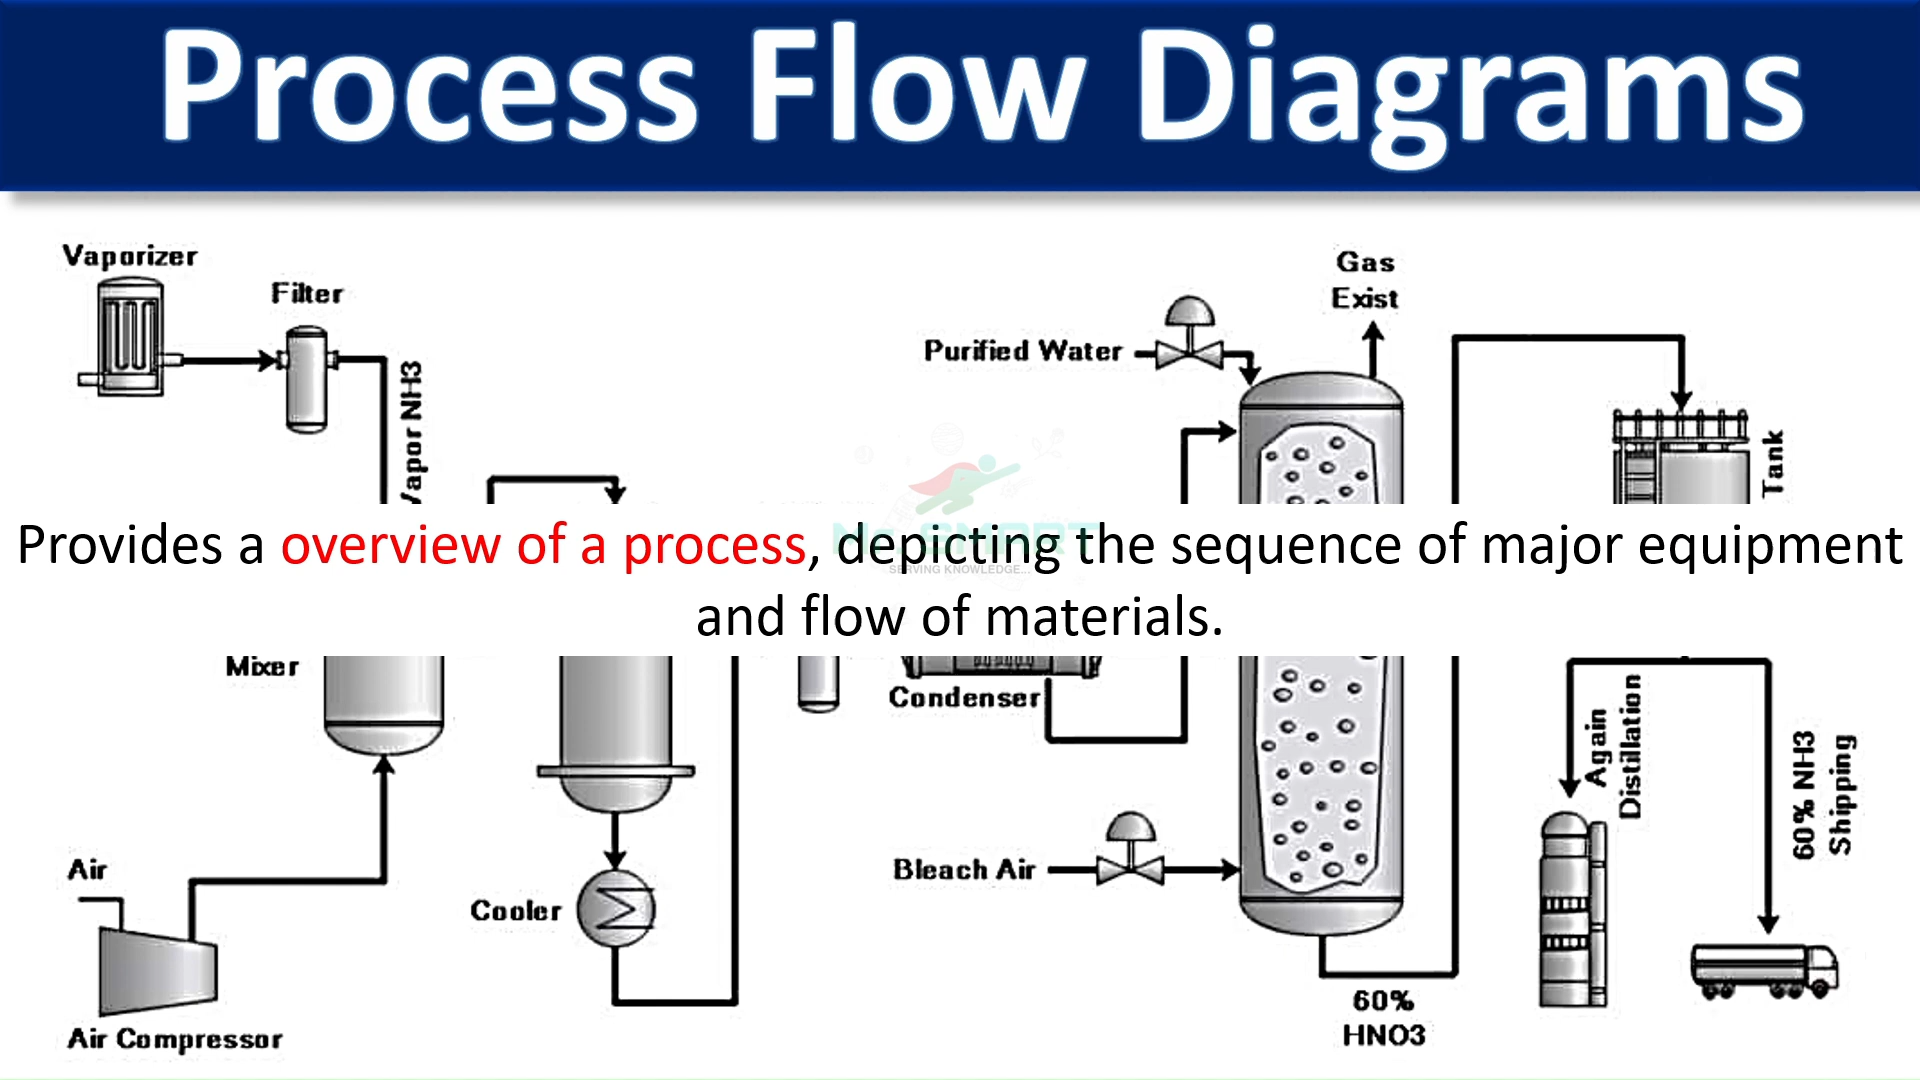 Process Flow Diagrams
Vaporizer
Filter
Vapor NH3
Purified Water
Gas
Exist
Tank
Provides a overview of a process, depicting the sequence of major equipment
and flow of materials.
SERVING KNOWLEDGE...
Mixer
Condenser
Again
Distillation
60% NH3
Shipping
Air
Cooler
Bleach Air
Air Compressor
60%
HNO3